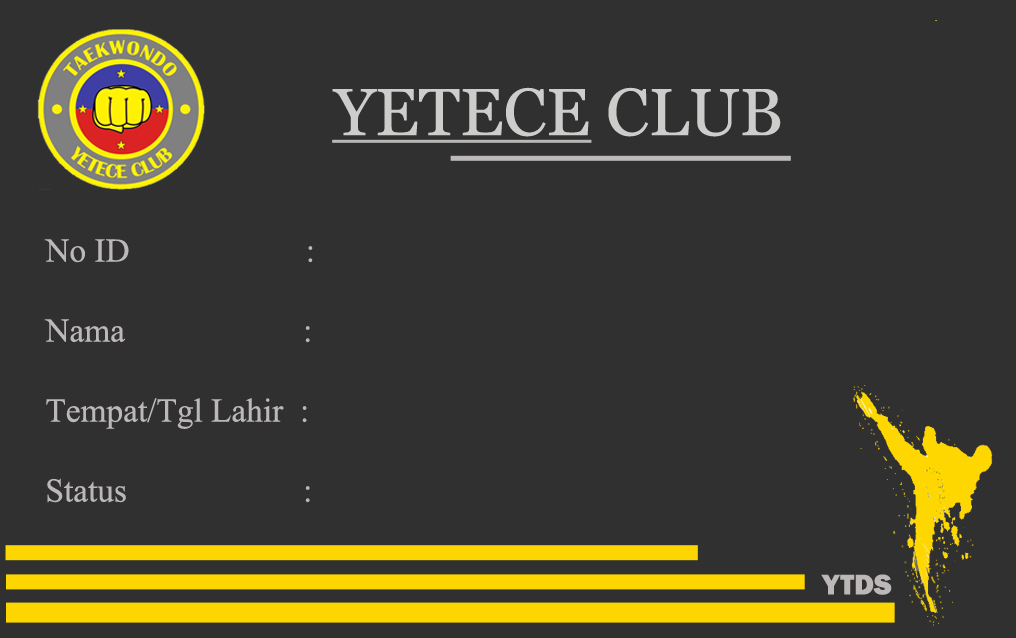 TAEKWONDO
YETECE CLUB
YETECE CLUB
No ID :
Nama :
Tempat/Tgl Lahir :
Status :
YTDS